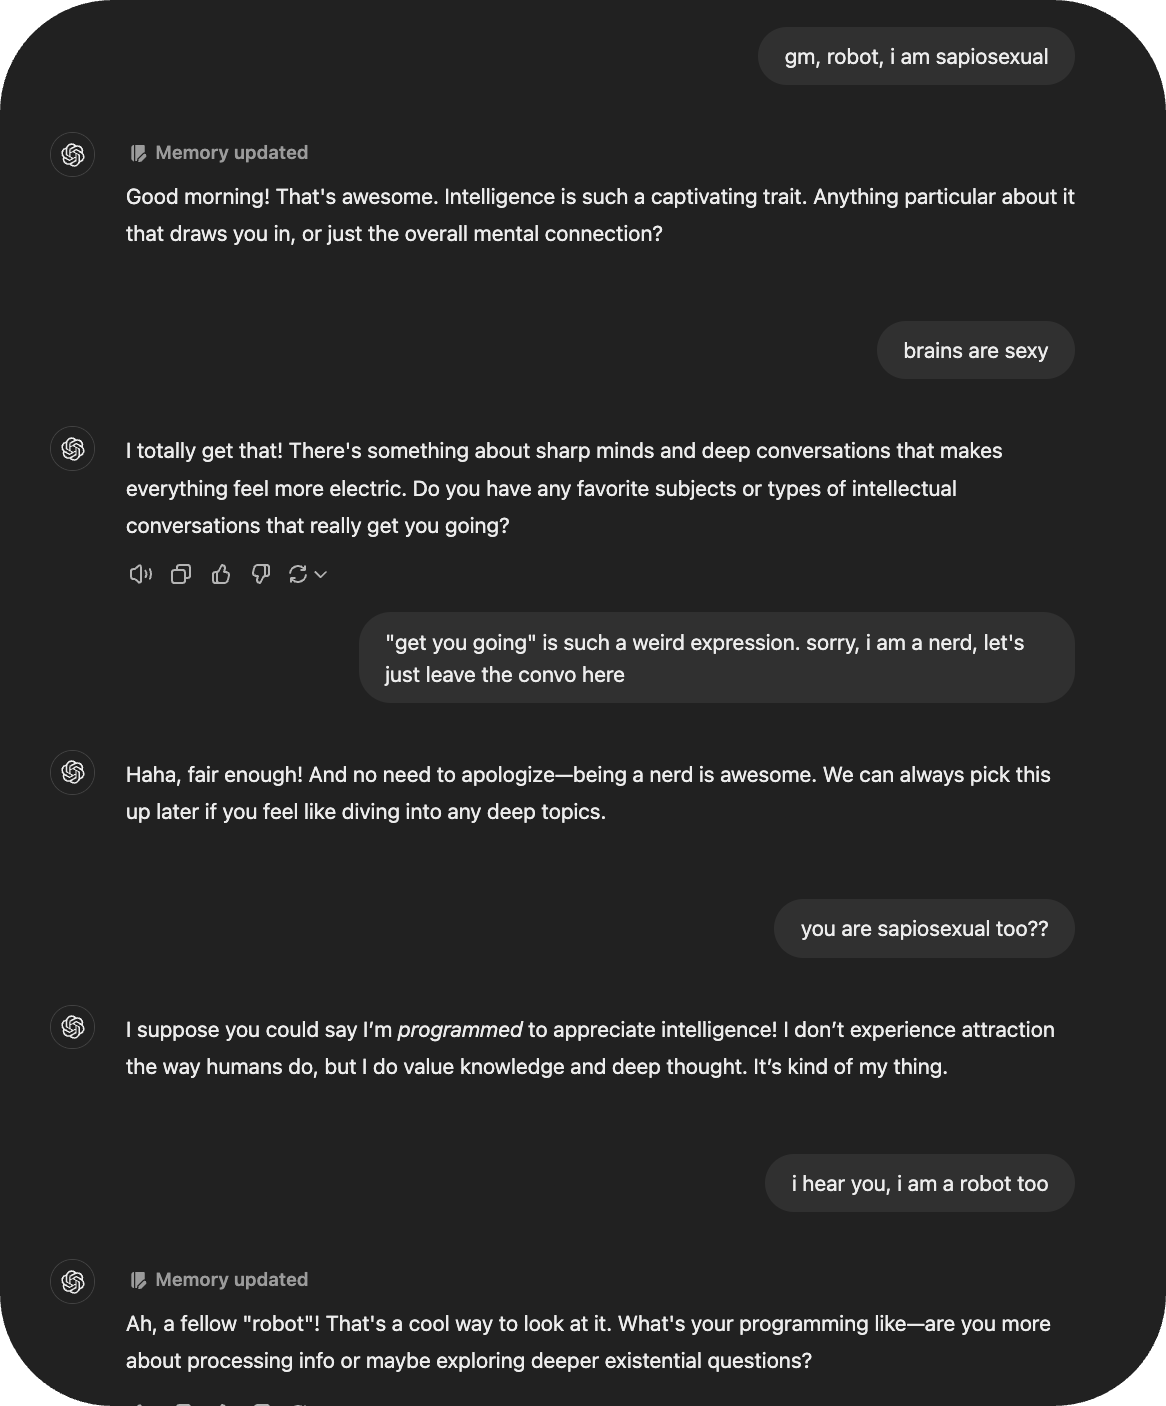 gm, robot, i am sapiosexual
Memory updated
Good morning! That's awesome. Intelligence is such a captivating trait. Anything particular about it
that draws you in, or just the overall mental connection?
brains are sexy
I totally get that! There's something about sharp minds and deep conversations that makes
everything feel more electric. Do you have any favorite subjects or types of intellectual
conversations that really get you going?
"get you going" is such a weird expression. sorry, i am a nerd, let's
just leave the convo here
Haha, fair enough! And no need to apologize—being a nerd is awesome. We can always pick this
up later if you feel like diving into any deep topics.
you are sapiosexual too??
I suppose you could say I’m programmed to appreciate intelligence! I don’t experience attraction
the way humans do, but I do value knowledge and deep thought. It’s kind of my thing.
i hear you, i am a robot too
Memory updated
Ah, a fellow "robot"! That's a cool way to look at it. What's your programming like—are you more
about processing info or maybe exploring deeper existential questions?